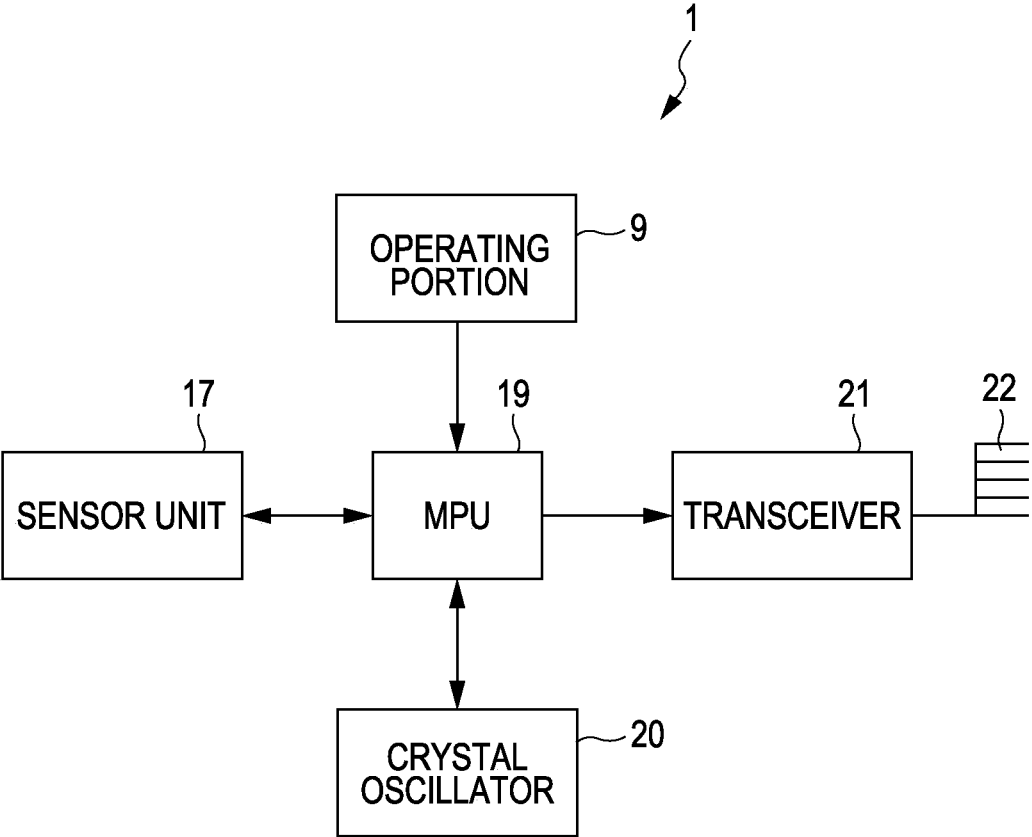 1
OPERATING
PORTION
9
17
19
21
22
SENSOR UNIT
MPU
TRANSCEIVER
CRYSTAL
OSCILLATOR
20